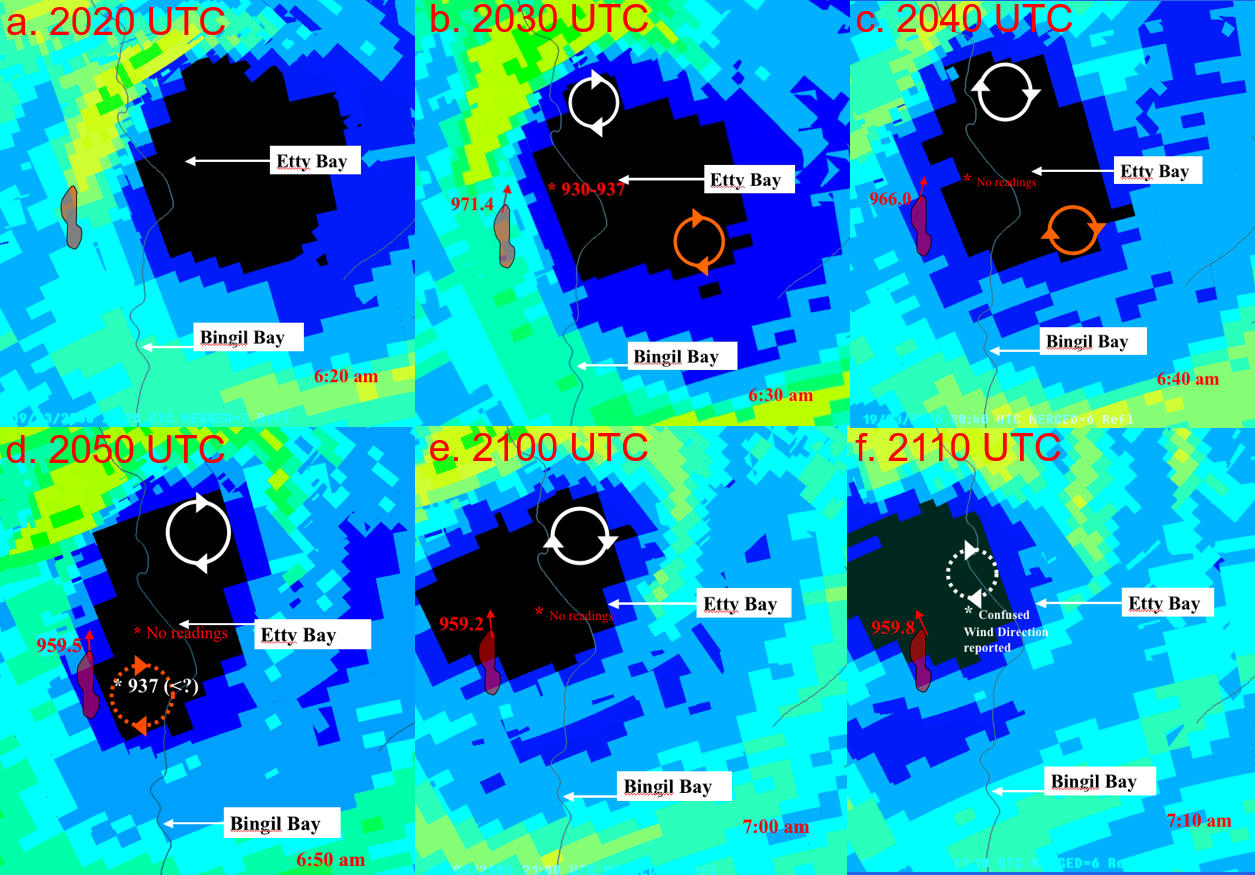 a. 2020 UTC
Etty Bay
Bingil Bay
6:20 am
b. 2030 UTC
* 930-937
971.4
Etty Bay
Bingil Bay
6:30 am
c. 2040 UTC
* No readings
966.0
Etty Bay
Bingil Bay
6:40 am
UTC MERGED=6 Refl
d. 2050 UTC
* No readings
959.5
Etty Bay
* 937 (<?)
Bingil Bay
6:50 am
e. 2100 UTC
* No readings
959.2
Etty Bay
Bingil Bay
7:00 am
f. 2110 UTC
* Confused
Wind Direction
reported
959.8
Etty Bay
Bingil Bay
7:10 am